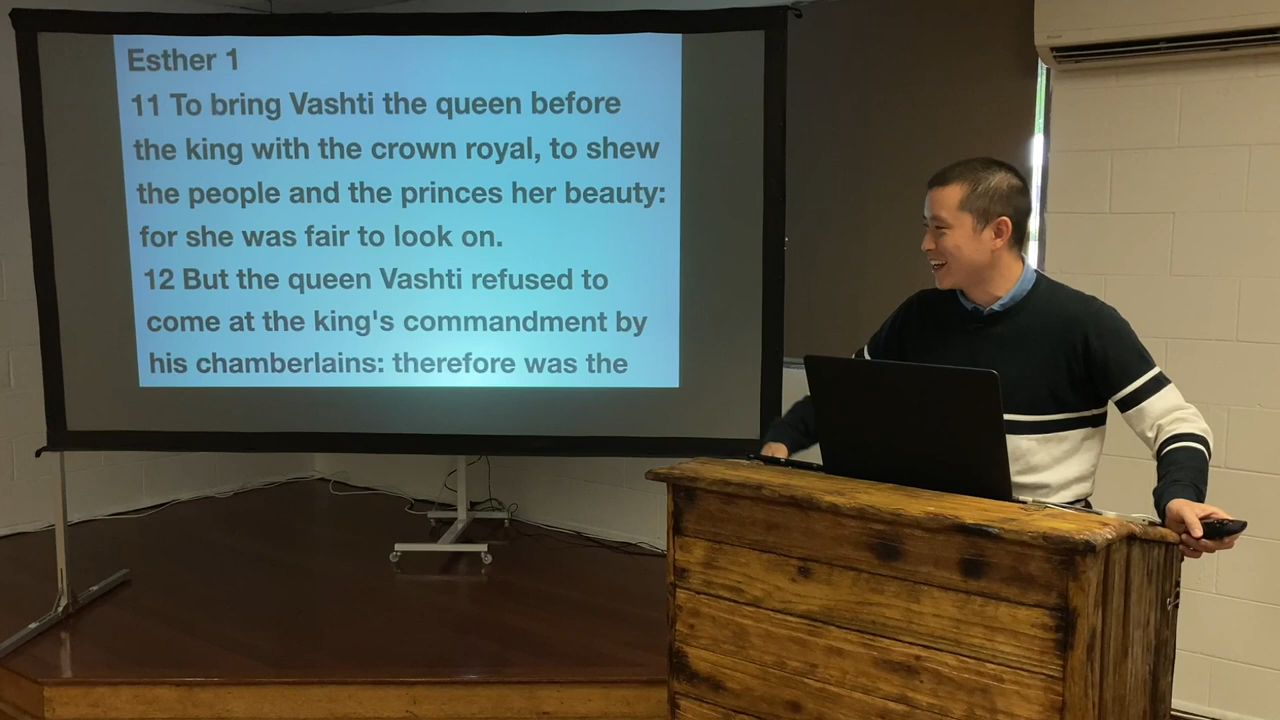 Esther 1
11 To bring Vashti the queen before
the king with the crown royal, to shew
the people and the princes her beauty:
for she was fair to look on.
12 But the queen Vashti refused to
come at the king's commandment by
his chamberlains: therefore was the